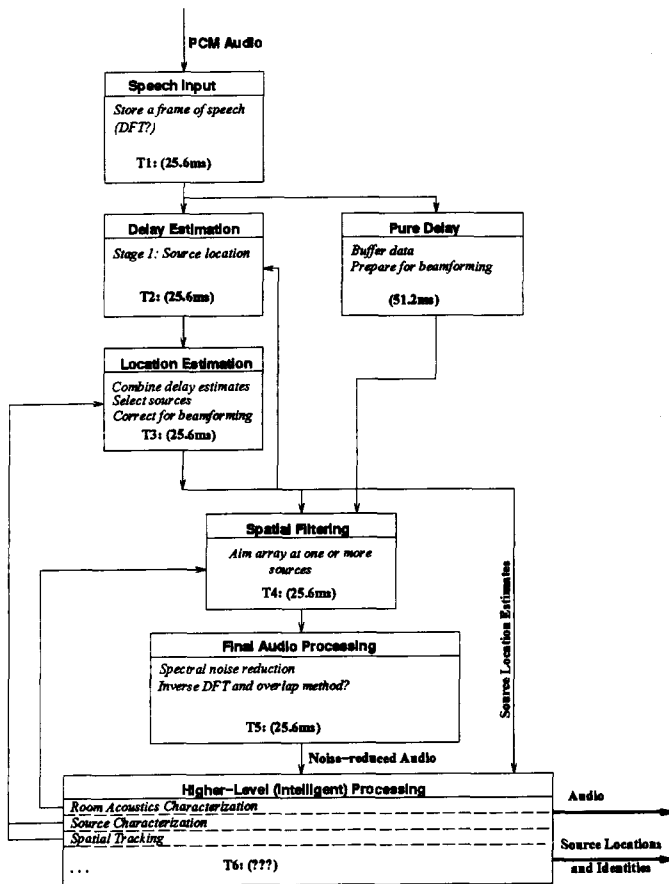 PCM Audio
Speech Input
Store a frame of speech
(DFT?)
T1: (25.6ms)
Delay Estimation
Stage 1: Source location
T2: (25.6ms)
Pure Delay
Buffer data
Prepare for beamforming
(51.2ms)
Location Estimation
Combine delay estimates
Select sources
Correct for beamforming
T3: (25.6ms)
Spatial Filtering
Aim array at one or more
sources
T4: (25.6ms)
Source Location Estimates
Final Audio Processing
Spectral noise reduction
Inverse DFT and overlap method?
T5: (25.6ms)
Noise-reduced Audio
Higher-Level (Intelligent) Processing
Room Acoustics Characterization
Source Characterization
Spatial Tracking
. . .
T6: (???)
Audio
Source Locations
and Identities